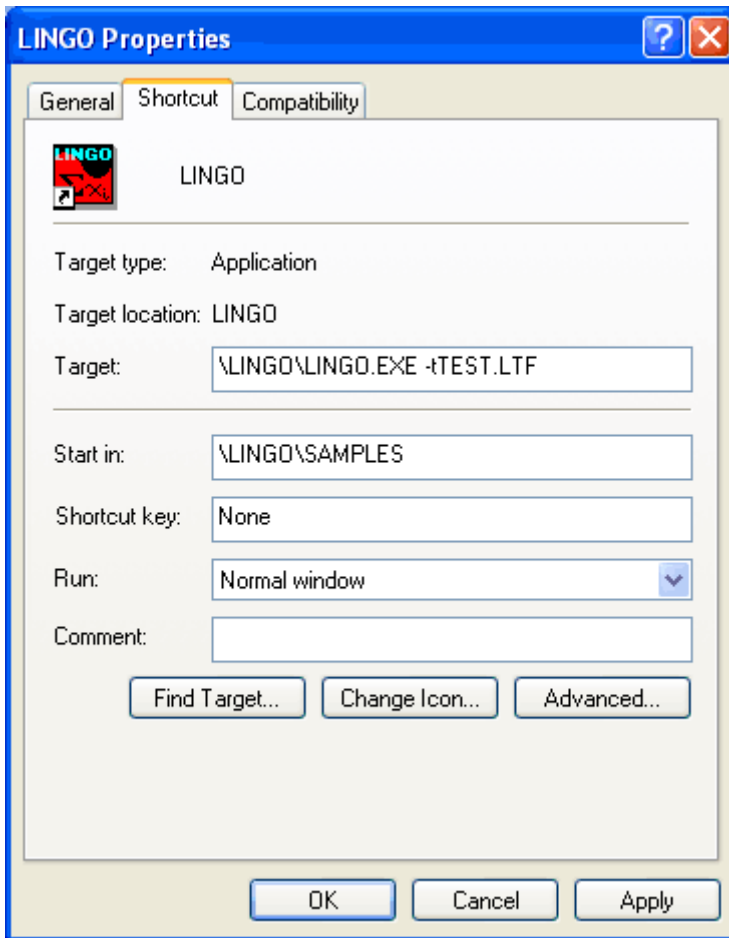 LINGO Properties
General Shortcut Compatibility
LINGO
LINGO
Target type: Application
Target location: LINGO
Target: \LINGO\LINGO.EXE -tTEST.LTF
Start in: \LINGO\SAMPLES
Shortcut key: None
Run: Normal window
Comment:
Find Target... Change Icon... Advanced...
OK Cancel Apply